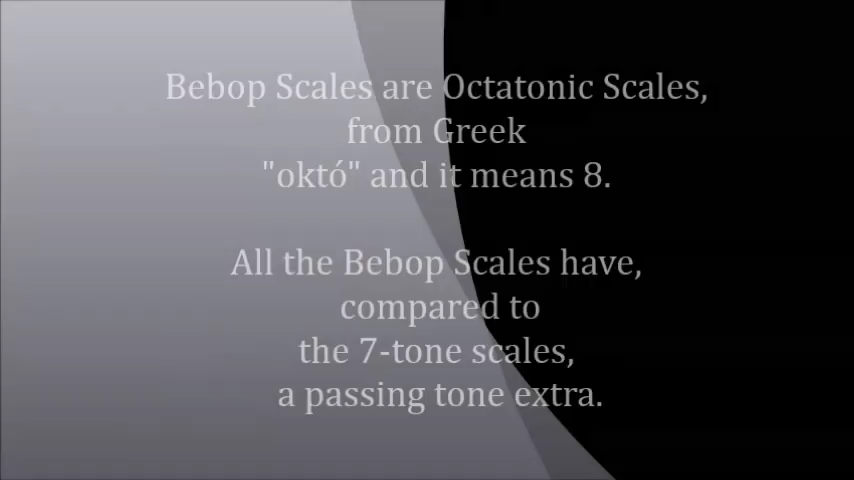 Bebop Scales are Octatonic Scales,
from Greek
"októ" and it means 8.
All the Bebop Scales have,
compared to
the 7-tone scales,
a passing tone extra.